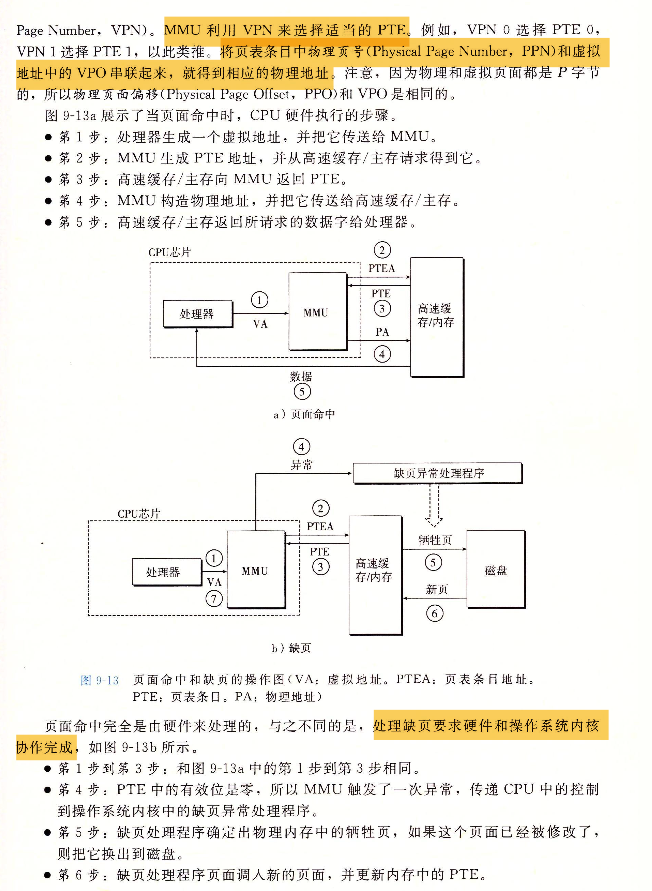 Page Number, VPN)。MMU 利用 VPN 来选择适当的 PTE。例如，VPN 0 选择 PTE 0，
VPN 1 选择 PTE 1，以此类推。将页表条目中物理页号(Physical Page Number，PPN)和虚拟
地址中的 VPO 串联起来，就得到相应的物理地址。注意，因为物理和虚拟页面都是 P 字节
的，所以物理页面偏移(Physical Page Offset，PPO)和 VPO 是相同的。
图 9-13a 展示了当页面命中时，CPU 硬件执行的步骤。
● 第 1 步：处理器生成一个虚拟地址，并把它传送给 MMU。
● 第 2 步：MMU 生成 PTE 地址，并从高速缓存/主存请求得到它。
● 第 3 步：高速缓存/主存向 MMU 返回 PTE。
● 第 4 步：MMU 构造物理地址，并把它传送给高速缓存/主存。
● 第 5 步：高速缓存/主存返回所请求的数据字给处理器。
CPU芯片
②
PTEA
处理器
①
VA
MMU
PTE
③
高速缓
存/内存
PA
④
数据
⑤
a）页面命中
④
异常
缺页异常处理程序
CPU芯片
②
PTEA
处理器
①
VA
⑦
MMU
PTE
③
高速缓
存/内存
牺牲页
⑤
新页
⑥
磁盘
b）缺页
图 9-13 页面命中和缺页的操作图(VA：虚拟地址。PTEA：页表条目地址。
PTE：页表条目。PA：物理地址)
页面命中完全是由硬件来处理的，与之不同的是，处理缺页要求硬件和操作系统内核
协作完成，如图 9-13b 所示。
● 第 1 步到第 3 步：和图 9-13a 中的第 1 步到第 3 步相同。
● 第 4 步：PTE 中的有效位是零，所以 MMU 触发了一次异常，传递 CPU 中的控制
到操作系统内核中的缺页异常处理程序。
● 第 5 步：缺页处理程序确定出物理内存中的牺牲页，如果这个页面已经被修改了，
则把它换出到磁盘。
● 第 6 步：缺页处理程序页面调入新的页面，并更新内存中的 PTE。